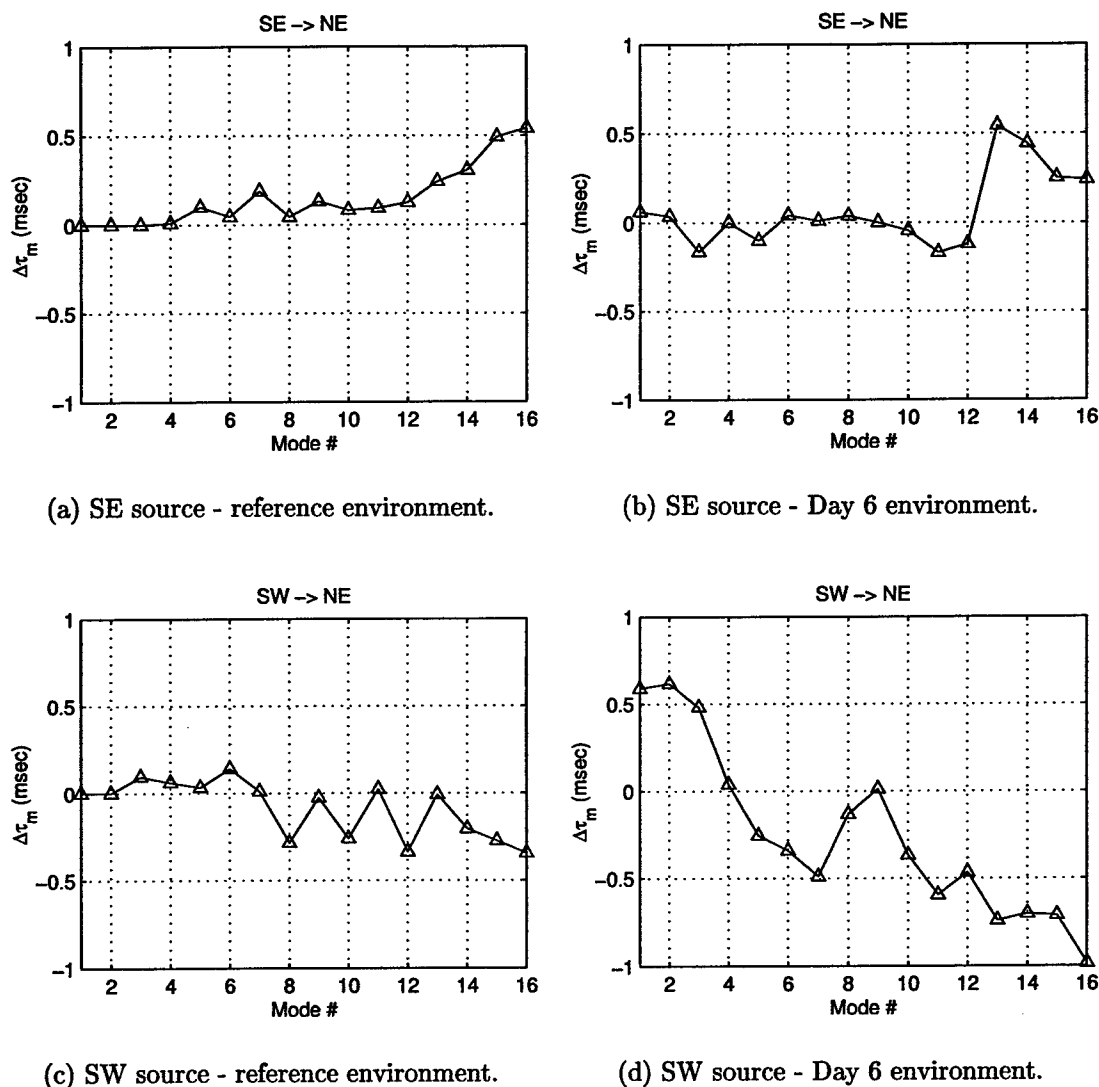 SE –> NE
1
0.5
0
–0.5
–1
Δτm (msec)
2 4 6 8 10 12 14 16
Mode #
(a) SE source - reference environment.
SE –> NE
1
0.5
0
–0.5
–1
Δτm (msec)
2 4 6 8 10 12 14 16
Mode #
(b) SE source - Day 6 environment.
SW –> NE
1
0.5
0
–0.5
–1
Δτm (msec)
2 4 6 8 10 12 14 16
Mode #
(c) SW source - reference environment.
SW –> NE
1
0.5
0
–0.5
–1
Δτm (msec)
2 4 6 8 10 12 14 16
Mode #
(d) SW source - Day 6 environment.